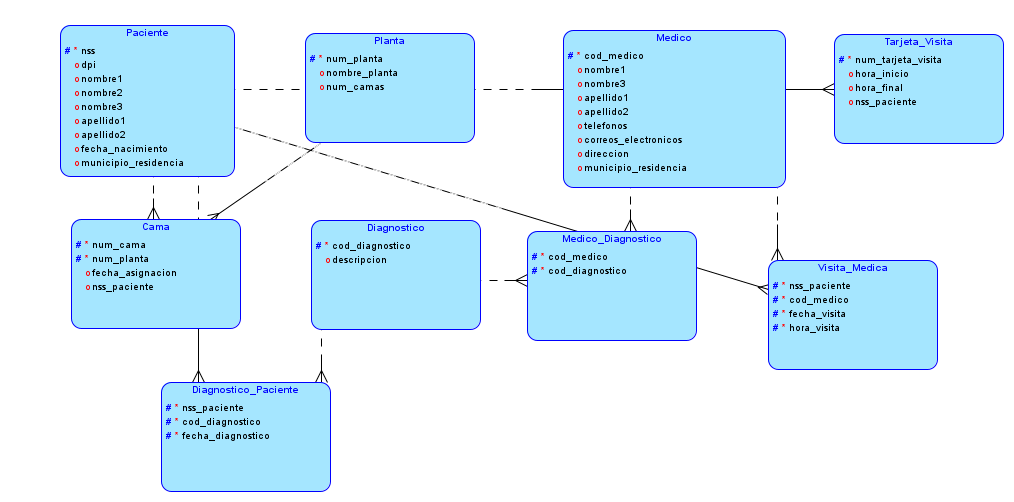 Paciente
# * nss
o dpi
o nombre1
o nombre2
o nombre3
o apellido1
o apellido2
o fecha_nacimiento
o municipio_residencia
Planta
# * num_planta
o nombre_planta
o num_camas
Medico
# * cod_medico
o nombre1
o nombre3
o apellido1
o apellido2
o telefonos
o correos_electronicos
o direccion
o municipio_residencia
Tarjeta_Visita
# * num_tarjeta_visita
o hora_inicio
o hora_final
o nss_paciente
Cama
# * num_cama
# * num_planta
o fecha_asignacion
o nss_paciente
Diagnostico
# * cod_diagnostico
o descripcion
Medico_Diagnostico
# * cod_medico
# * cod_diagnostico
Visita_Medica
# * nss_paciente
# * cod_medico
# * fecha_visita
# * hora_visita
Diagnostico_Paciente
# * nss_paciente
# * cod_diagnostico
# * fecha_diagnostico